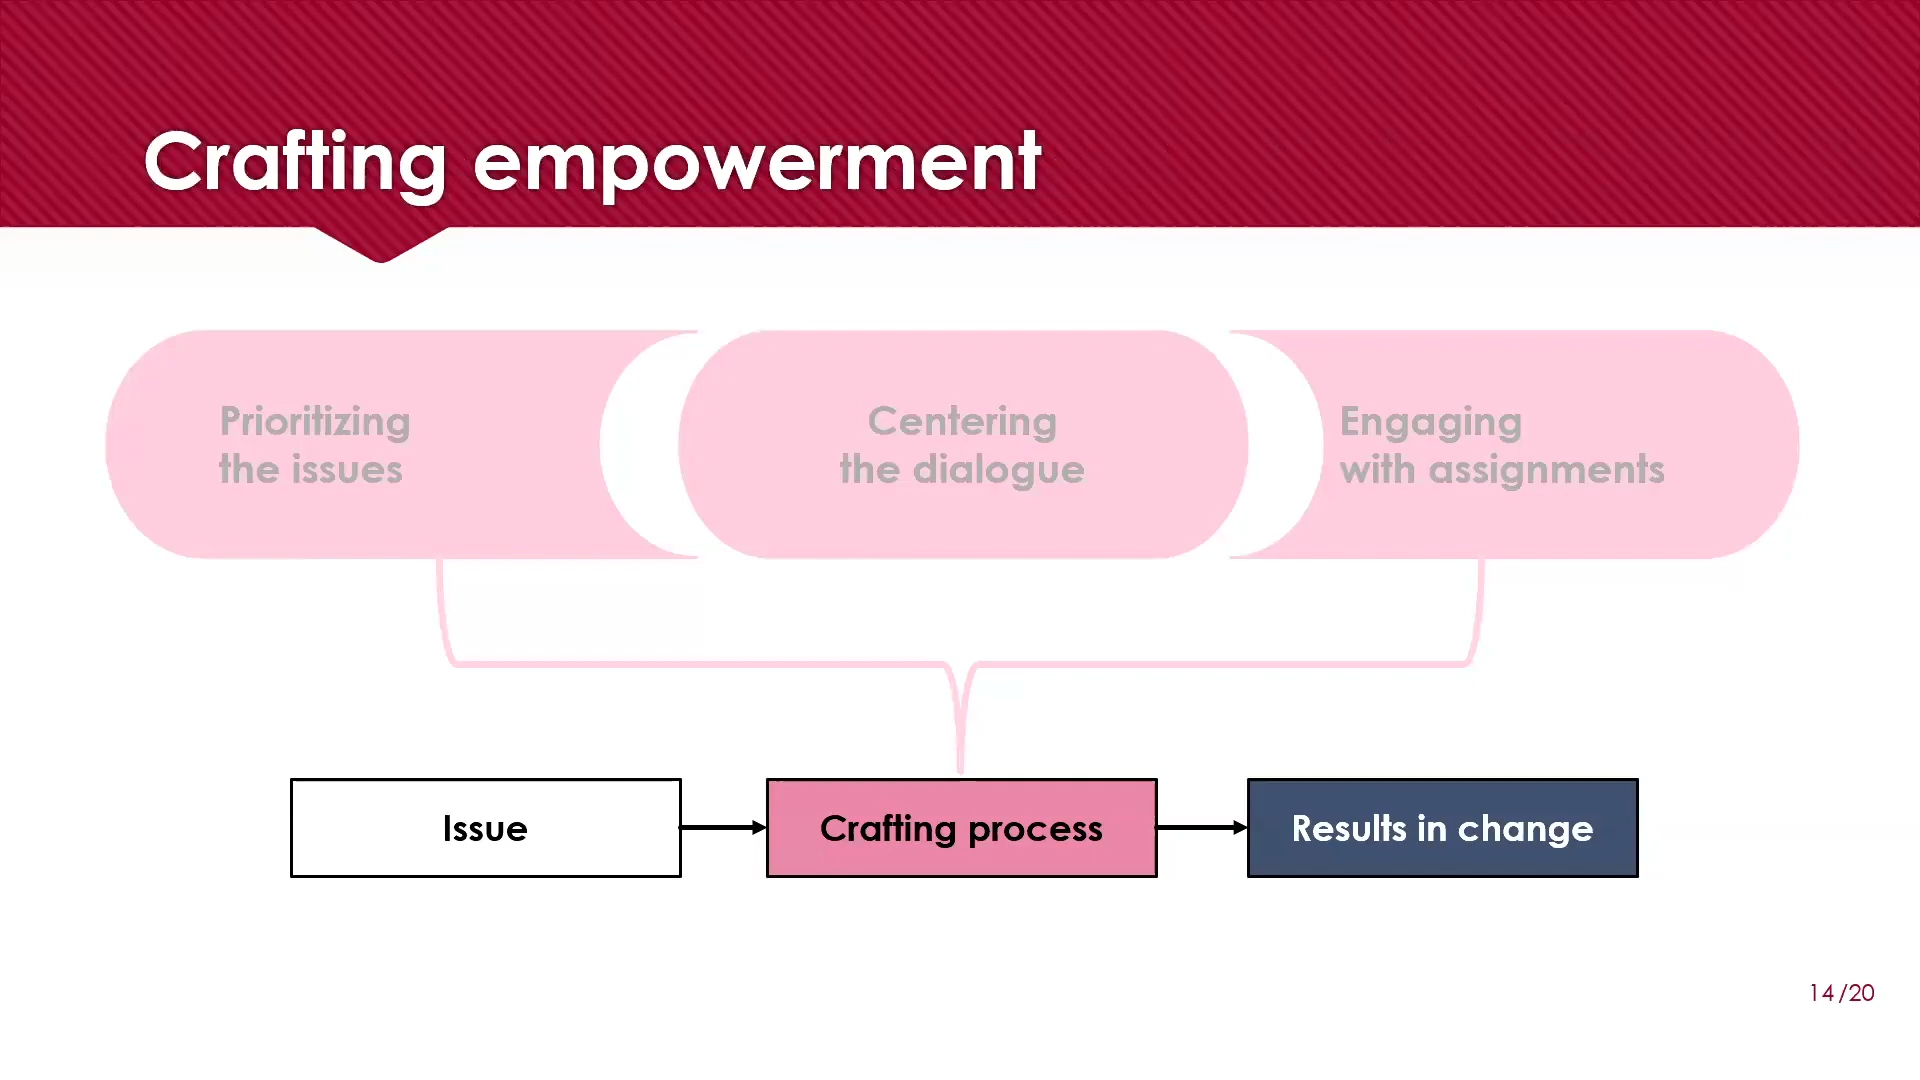 Crafting empowerment
Prioritizing
the issues
Centering
the dialogue
Engaging
with assignments
Issue
Crafting process
Results in change
14/20